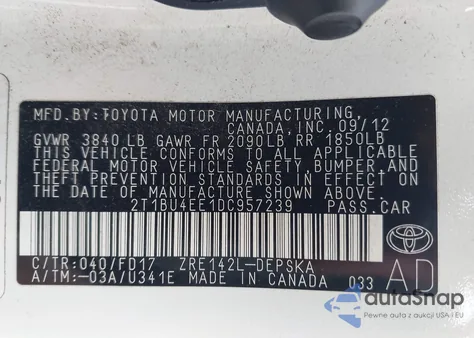 MFD. BY: TOYOTA MOTOR MANUFACTURING,
CANADA, INC. 09/12
GVWR 3840 LB GAWR FR 2090LB RR 1850LB
THIS VEHICLE CONFORMS TO ALL APPLICABLE
FEDERAL MOTOR VEHICLE SAFETY, BUMPER, AND
THEFT PREVENTION STANDARDS IN EFFECT ON
THE DATE OF MANUFACTURE SHOWN ABOVE.
2T1BU4EE1DC957239 PASS.CAR
C/TR:040/FD17 ZRE142L-DEPSKA
A/TM:-03A/U341E MADE IN CANADA 033
TOYOTA
AD
autoSnap
Pewne auta z aukcji USA i EU